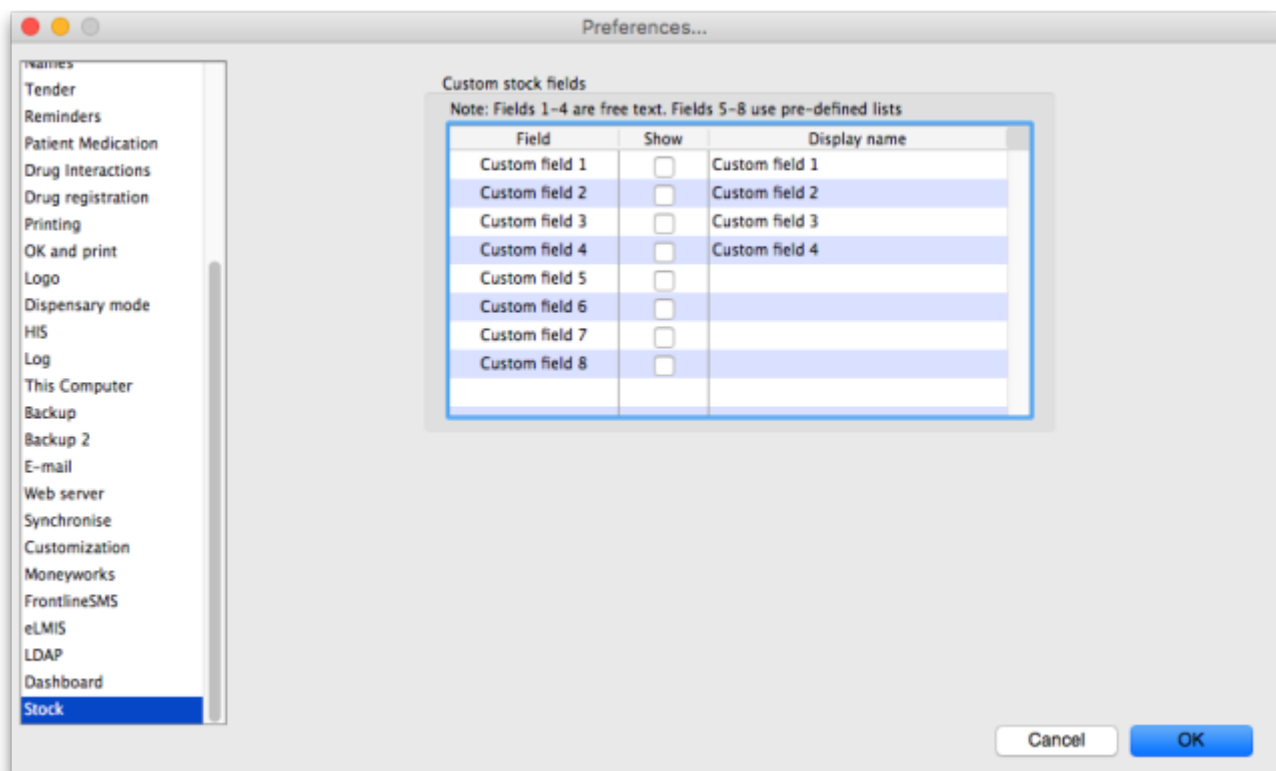 Preferences...
Names
Tender
Reminders
Patient Medication
Drug Interactions
Drug registration
Printing
OK and print
Logo
Dispensary mode
HIS
Log
This Computer
Backup
Backup 2
E-mail
Web server
Synchronise
Customization
Moneyworks
FrontlineSMS
eLMIS
LDAP
Dashboard
Stock
Custom stock fields
Note: Fields 1-4 are free text. Fields 5-8 use pre-defined lists
Field Show Display name
Custom field 1 Custom field 1
Custom field 2 Custom field 2
Custom field 3 Custom field 3
Custom field 4 Custom field 4
Custom field 5
Custom field 6
Custom field 7
Custom field 8
Cancel OK